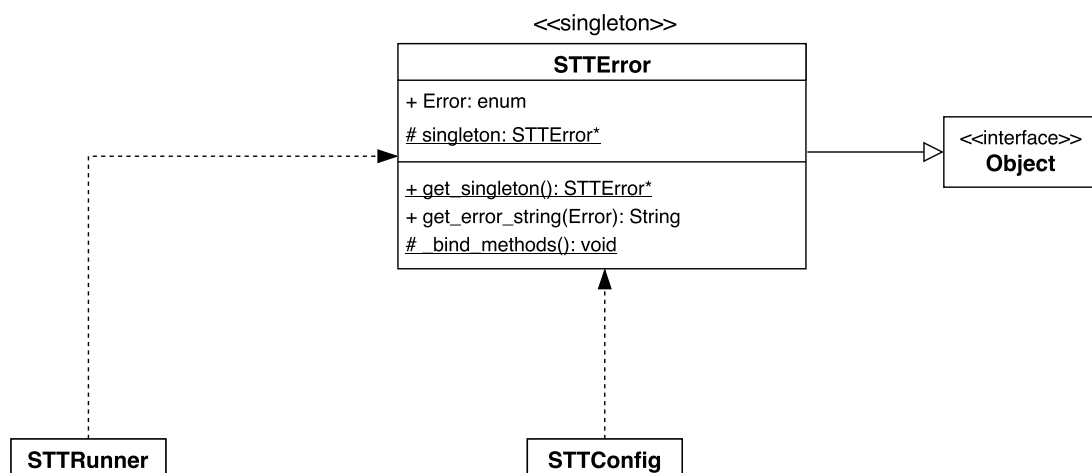 <<singleton>>
STTError
+ Error: enum
# singleton: STTError*
+ get_singleton(): STTError*
+ get_error_string(Error): String
# _bind_methods(): void
<<interface>>
Object
STTRunner
STTConfig